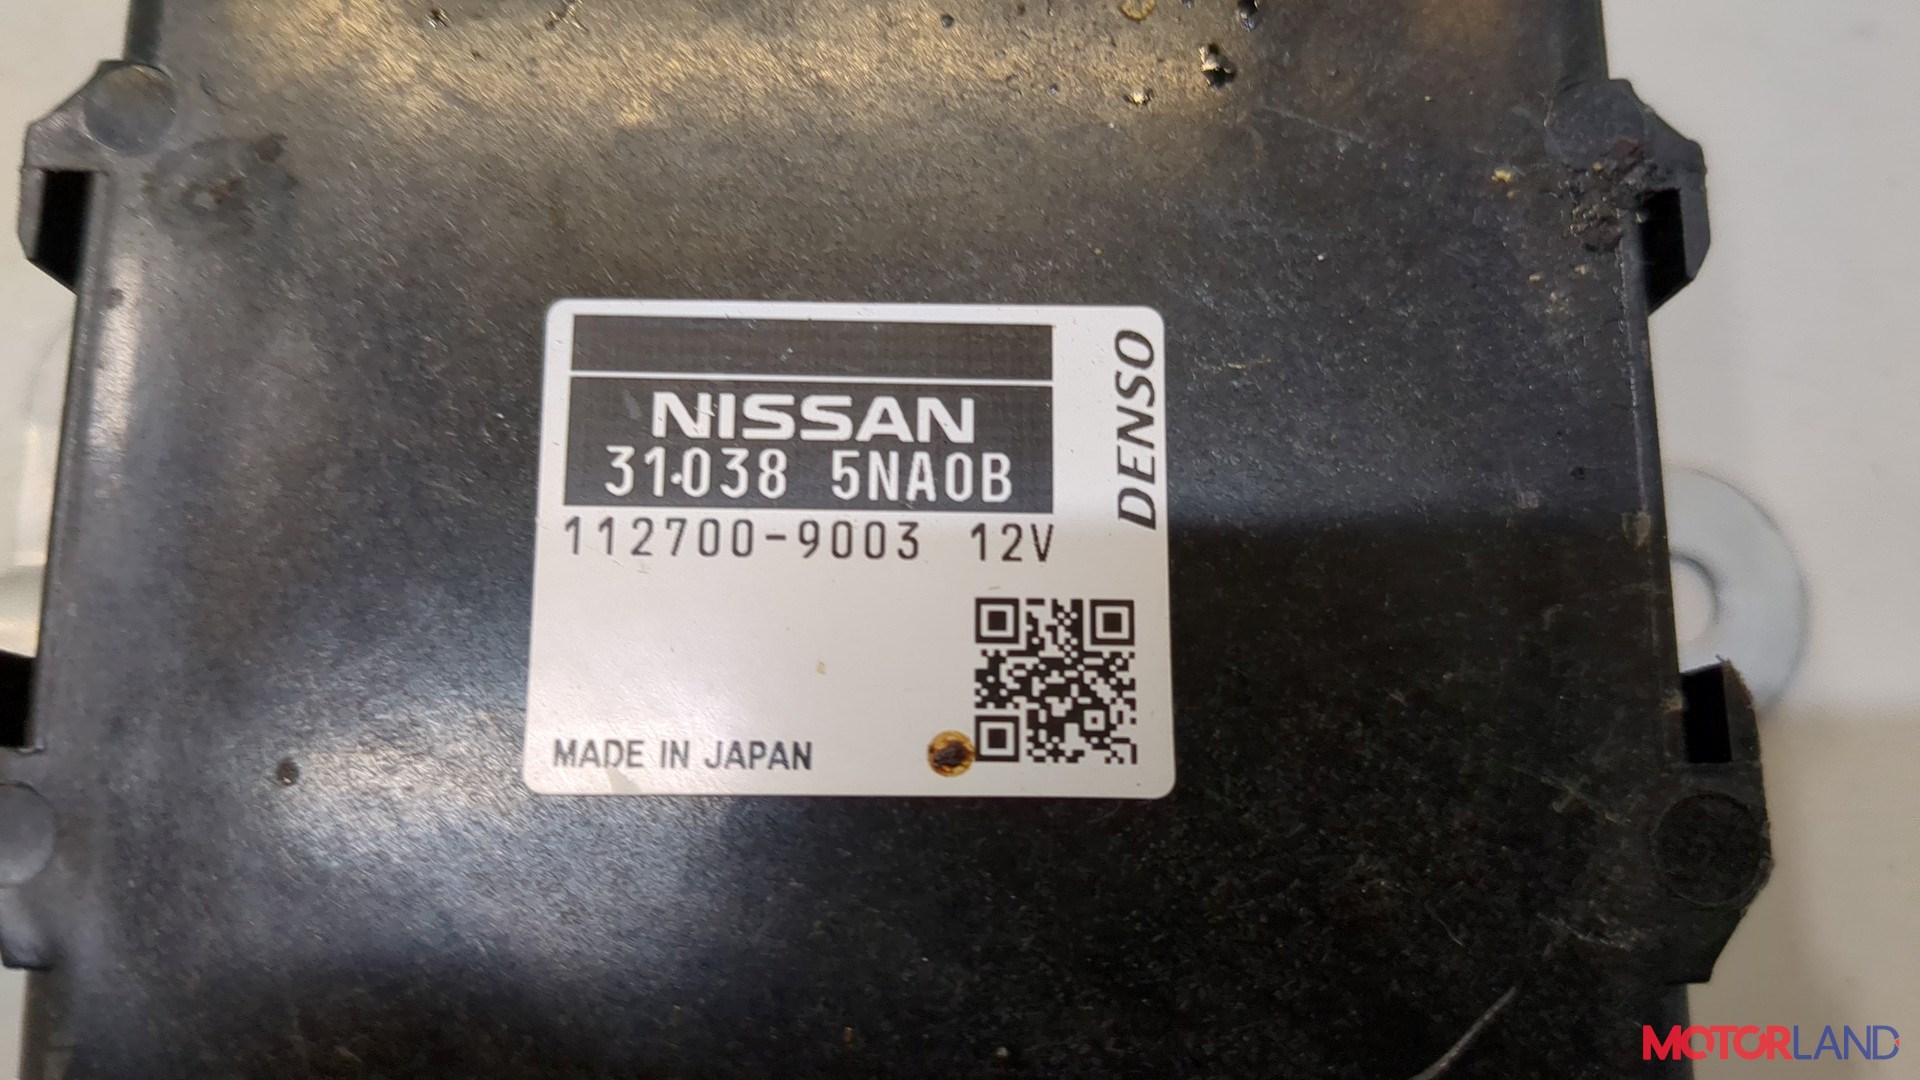 NISSAN
31038 5NA0B
112700-9003 12V
DENSO
MADE IN JAPAN
MOTORLAND